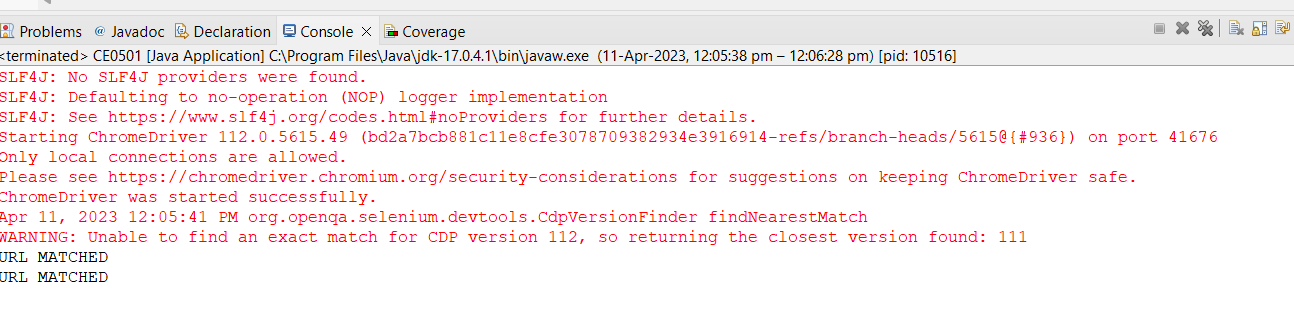 Problems @ Javadoc Declaration Console Coverage
<terminated> CE0501 [Java Application] C:\Program Files\Java\jdk-17.0.4.1\bin\javaw.exe (11-Apr-2023, 12:05:38 pm – 12:06:28 pm) [pid: 10516]
SLF4J: No SLF4J providers were found.
SLF4J: Defaulting to no-operation (NOP) logger implementation
SLF4J: See https://www.slf4j.org/codes.html#noProviders for further details.
Starting ChromeDriver 112.0.5615.49 (bd2a7bcb881c11e8cfe3078709382934e3916914-refs/branch-heads/5615@{#936}) on port 41676
Only local connections are allowed.
Please see https://chromedriver.chromium.org/security-considerations for suggestions on keeping ChromeDriver safe.
ChromeDriver was started successfully.
Apr 11, 2023 12:05:41 PM org.openqa.selenium.devtools.CdpVersionFinder findNearestMatch
WARNING: Unable to find an exact match for CDP version 112, so returning the closest version found: 111
URL MATCHED
URL MATCHED